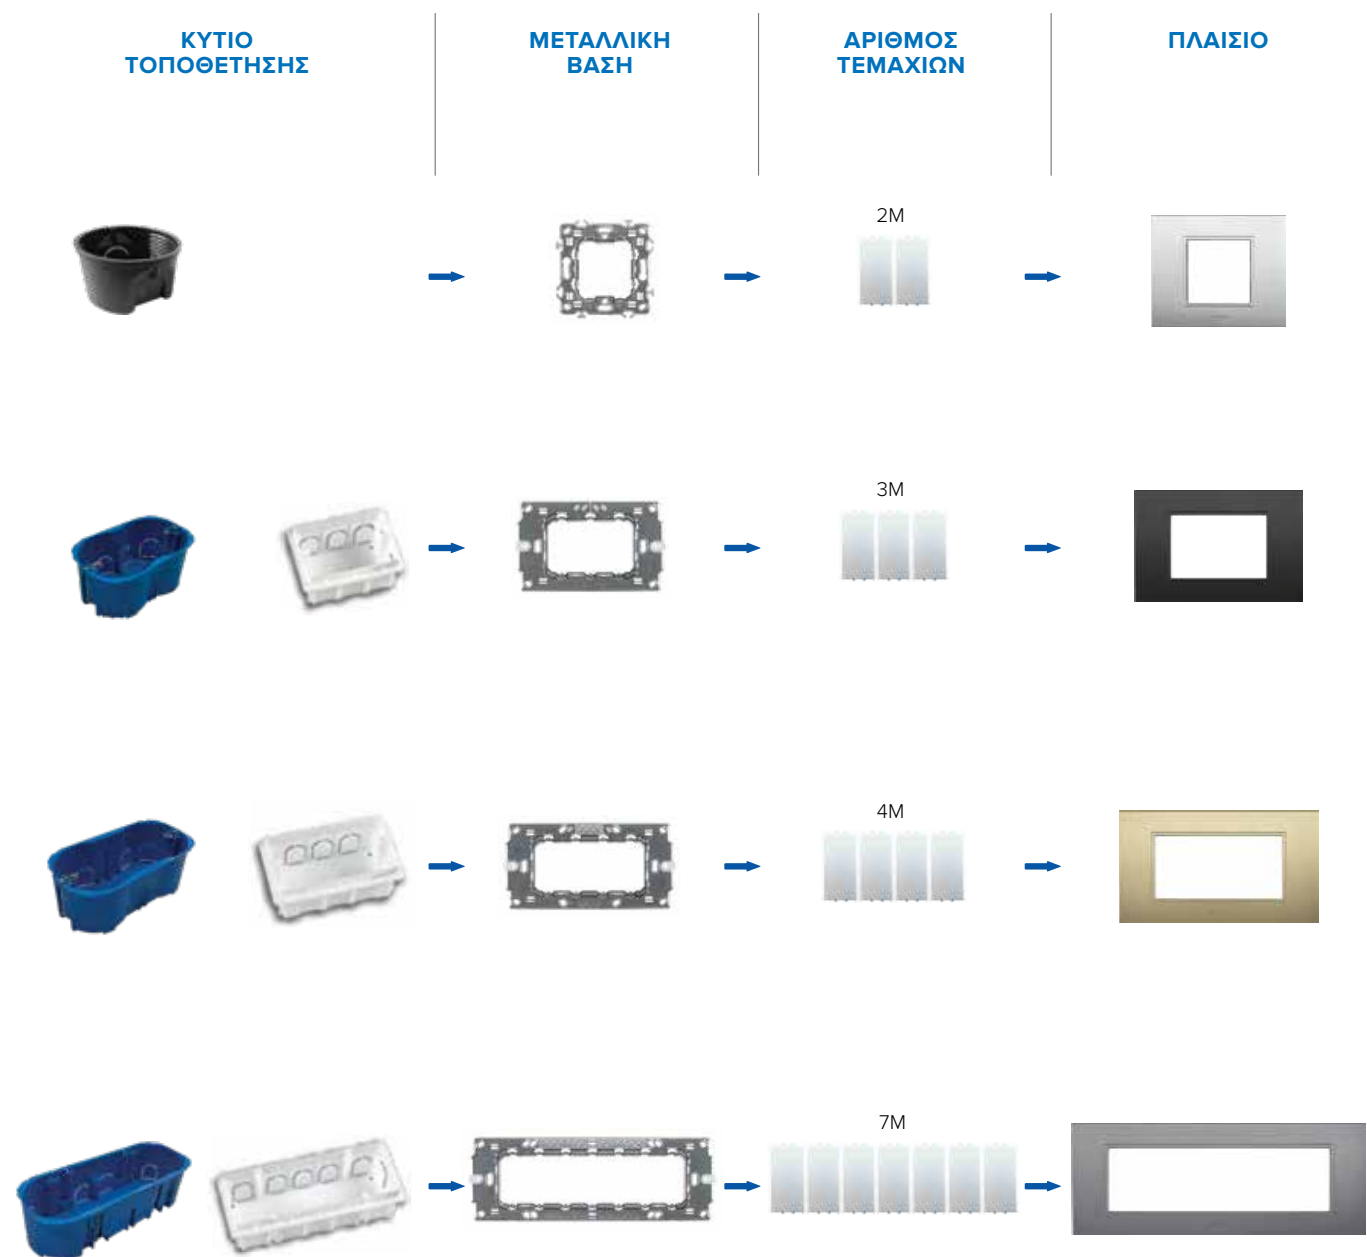 ΚΥΤΙΟ
ΤΟΠΟΘΕΤΗΣΗΣ
ΜΕΤΑΛΛΙΚΗ
ΒΑΣΗ
ΑΡΙΘΜΟΣ
ΤΕΜΑΧΙΩΝ
ΠΛΑΙΣΙΟ
2M
3M
4M
7M